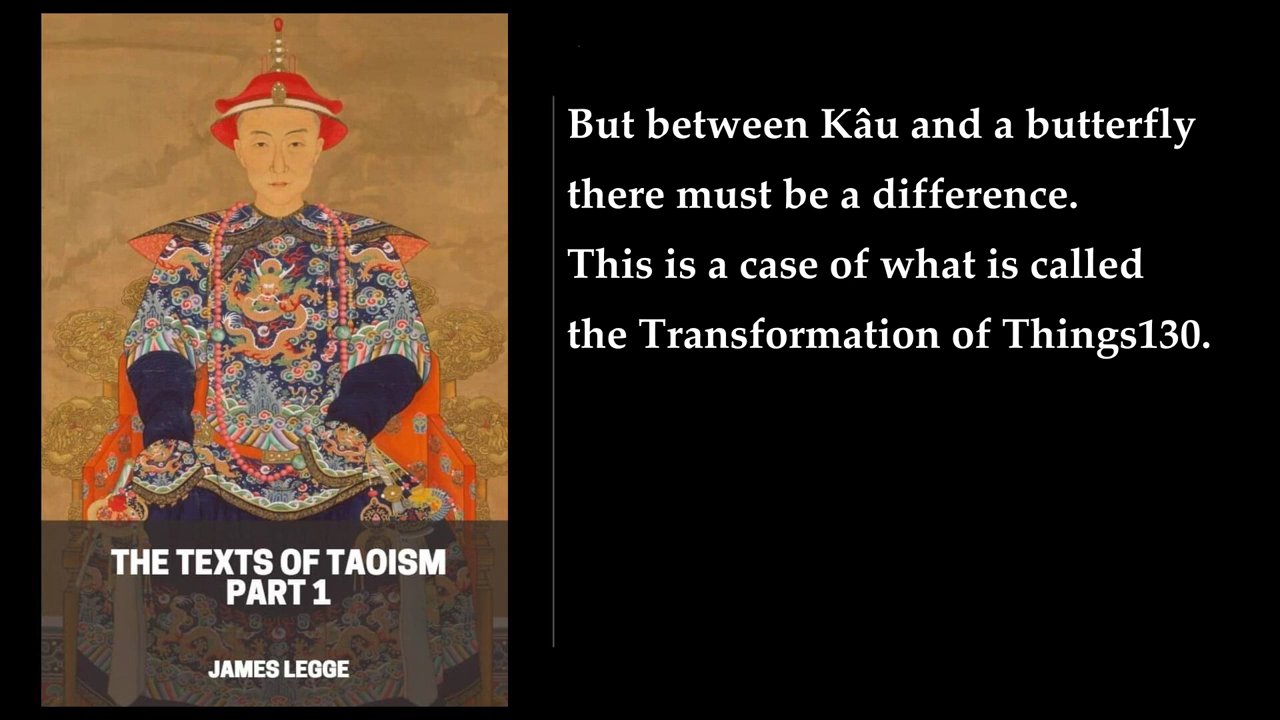 THE TEXTS OF TAOISM
PART 1
JAMES LEGGE
But between Kâu and a butterfly
there must be a difference.
This is a case of what is called
the Transformation of Things130.